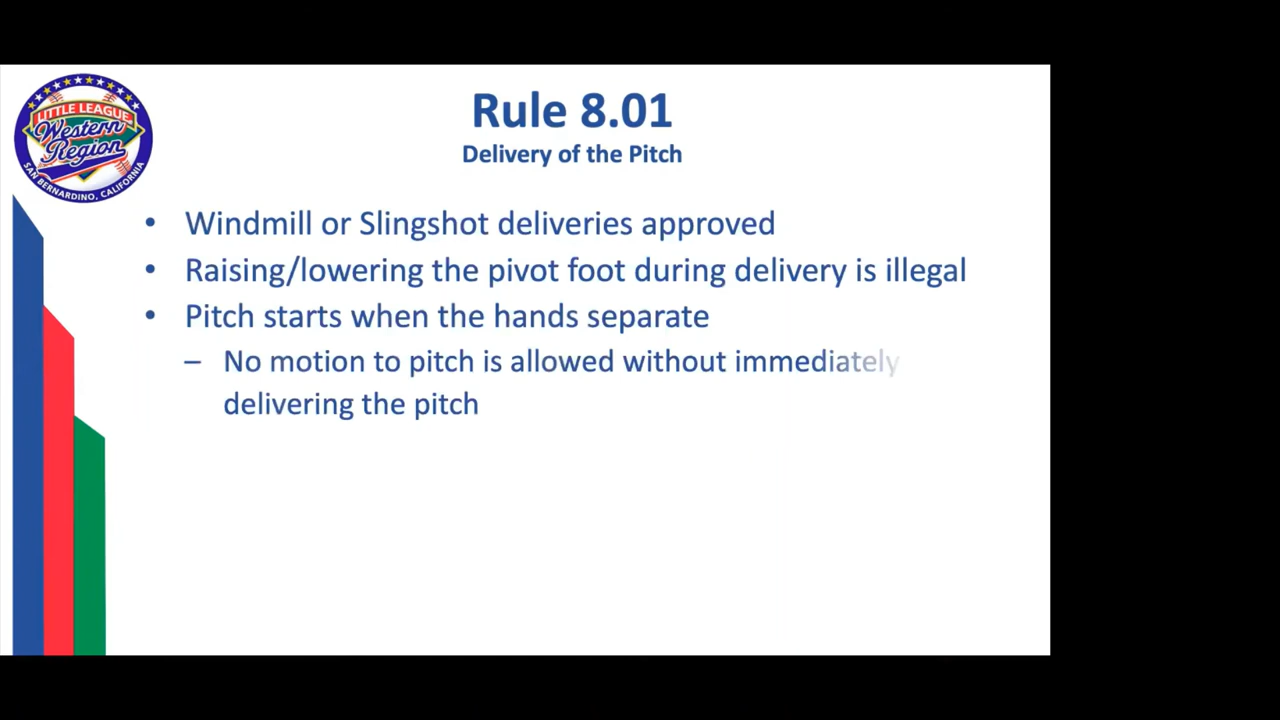 LITTLE LEAGUE
Western
Region
SAN BERNARDINO, CALIFORNIA
Rule 8.01
Delivery of the Pitch
• Windmill or Slingshot deliveries approved
• Raising/lowering the pivot foot during delivery is illegal
• Pitch starts when the hands separate
– No motion to pitch is allowed without immediately
delivering the pitch